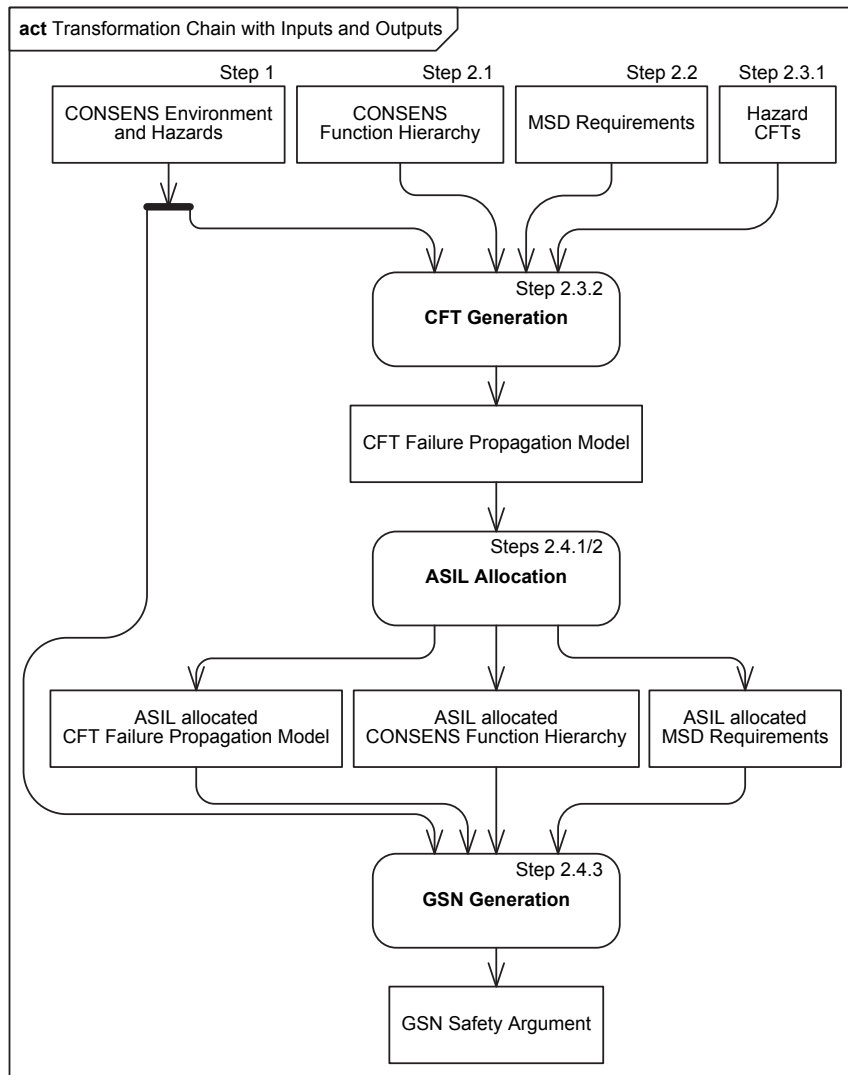 act Transformation Chain with Inputs and Outputs
Step 1
CONSENS Environment
and Hazards
Step 2.1
CONSENS
Function Hierarchy
Step 2.2
MSD Requirements
Step 2.3.1
Hazard
CFTs
Step 2.3.2
CFT Generation
CFT Failure Propagation Model
Steps 2.4.1/2
ASIL Allocation
ASIL allocated
CFT Failure Propagation Model
ASIL allocated
CONSENS Function Hierarchy
ASIL allocated
MSD Requirements
Step 2.4.3
GSN Generation
GSN Safety Argument